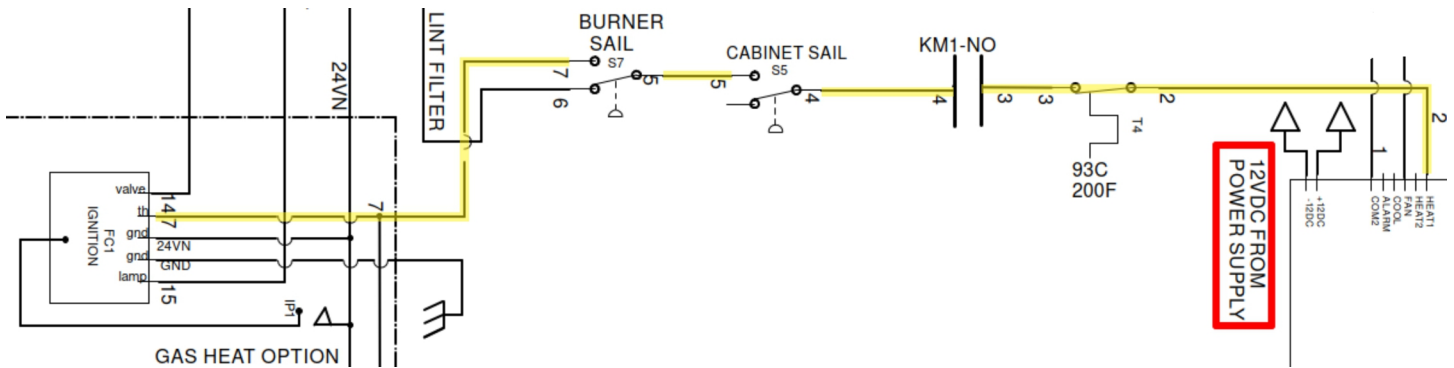 LINT FILTER
BURNER
SAIL
S7
7
6
5
CABINET SAIL
S5
5
4
KM1-NO
4
3
3
T4
2
93C
200F
2
1
12VDC FROM
POWER SUPPLY
HEAT1
HEAT2
FAN
COOL
ALARM
COM2
+12DC
-12DC
24VN
valve
14
th
7
7
gnd
24VN
gnd
GND
lamp
15
FC1
IGNITION
IP1
GAS HEAT OPTION